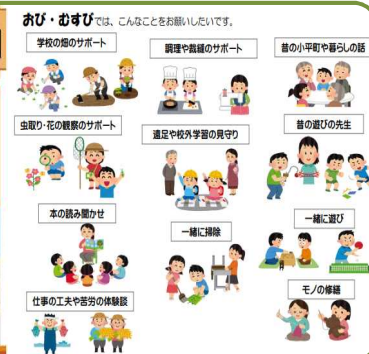 おび・むすびでは、こんなことをお願いしたいです。
学校の畑のサポート
調理や裁縫のサポート
昔の小平町や暮らしの話
虫取り・花の観察のサポート
遠足や校外学習の見守り
昔の遊びの先生
本の読み聞かせ
一緒に掃除
一緒に遊び
仕事の工夫や苦労の体験談
モノの修繕